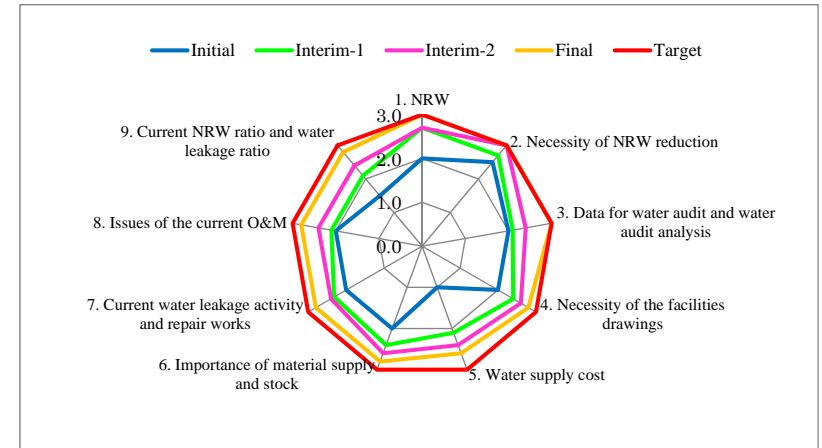 Initial Interim-1 Interim-2 Final Target
1. NRW
3.0
2.0
1.0
0.0
2. Necessity of NRW reduction
3. Data for water audit and water
audit analysis
4. Necessity of the facilities
drawings
5. Water supply cost
6. Importance of material supply
and stock
7. Current water leakage activity
and repair works
8. Issues of the current O&M
9. Current NRW ratio and water
leakage ratio